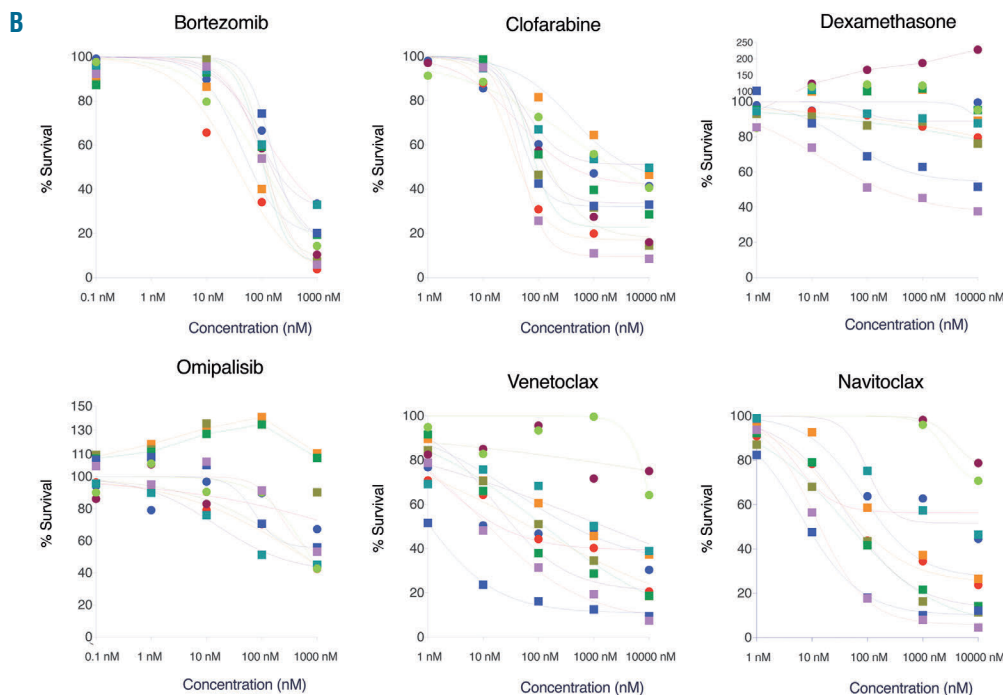 B
Bortezomib
Clofarabine
Dexamethasone
% Survival
100
80
60
40
20
0
0.1 nM 1 nM 10 nM 100 nM 1000 nM
Concentration (nM)
% Survival
100
80
60
40
20
0
1 nM 10 nM 100 nM 1000 nM 10000 nM
Concentration (nM)
% Survival
250
200
150
100
100
80
60
40
20
0
1 nM 10 nM 100 nM 1000 nM 10000 nM
Concentration (nM)
Omipalisib
Venetoclax
Navitoclax
% Survival
150
130
110
100
80
60
40
20
0
0.1 nM 1 nM 10 nM 100 nM 1000 nM
Concentration (nM)
% Survival
100
80
60
40
20
0
1 nM 10 nM 100 nM 1000 nM 10000 nM
Concentration (nM)
% Survival
100
80
60
40
20
0
1 nM 10 nM 100 nM 1000 nM 10000 nM
Concentration (nM)